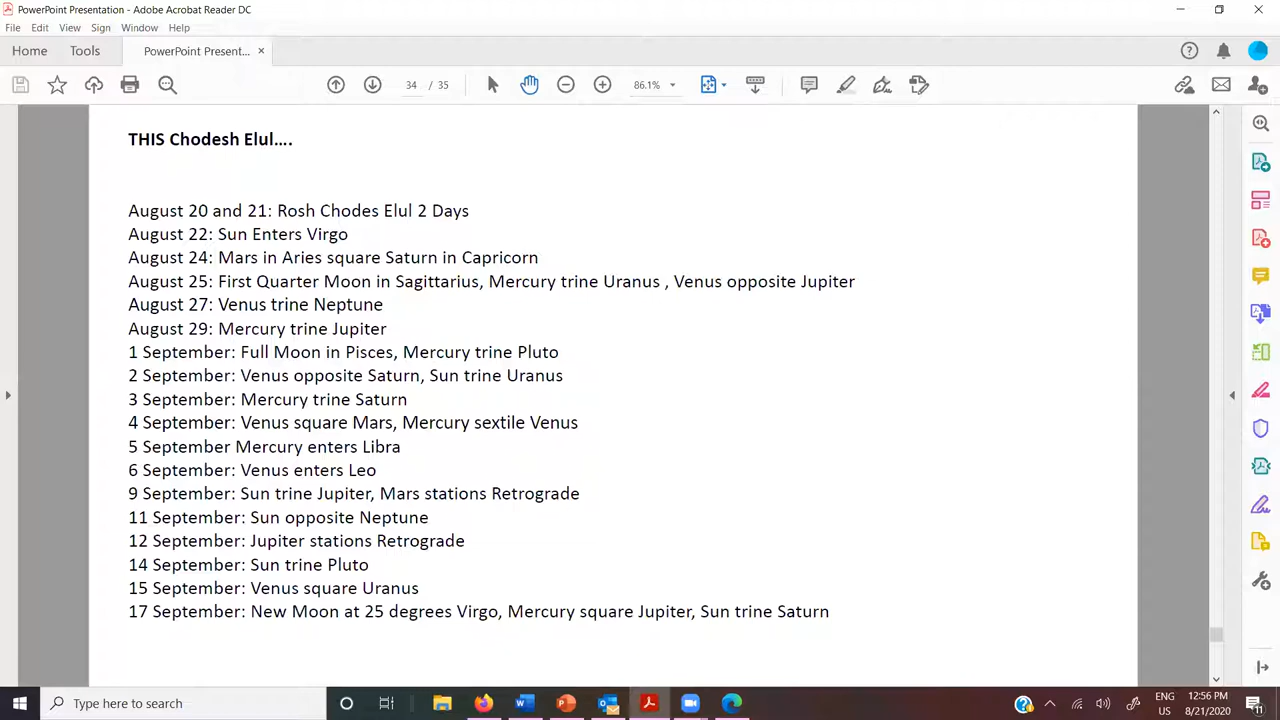 PowerPoint Presentation - Adobe Acrobat Reader DC
File Edit View Sign Window Help
Home Tools PowerPoint Present... ×
34 / 35 86.1%
THIS Chodesh Elul....
August 20 and 21: Rosh Chodes Elul 2 Days
August 22: Sun Enters Virgo
August 24: Mars in Aries square Saturn in Capricorn
August 25: First Quarter Moon in Sagittarius, Mercury trine Uranus , Venus opposite Jupiter
August 27: Venus trine Neptune
August 29: Mercury trine Jupiter
1 September: Full Moon in Pisces, Mercury trine Pluto
2 September: Venus opposite Saturn, Sun trine Uranus
3 September: Mercury trine Saturn
4 September: Venus square Mars, Mercury sextile Venus
5 September Mercury enters Libra
6 September: Venus enters Leo
9 September: Sun trine Jupiter, Mars stations Retrograde
11 September: Sun opposite Neptune
12 September: Jupiter stations Retrograde
14 September: Sun trine Pluto
15 September: Venus square Uranus
17 September: New Moon at 25 degrees Virgo, Mercury square Jupiter, Sun trine Saturn
Type here to search
ENG 12:56 PM
US 8/21/2020 11